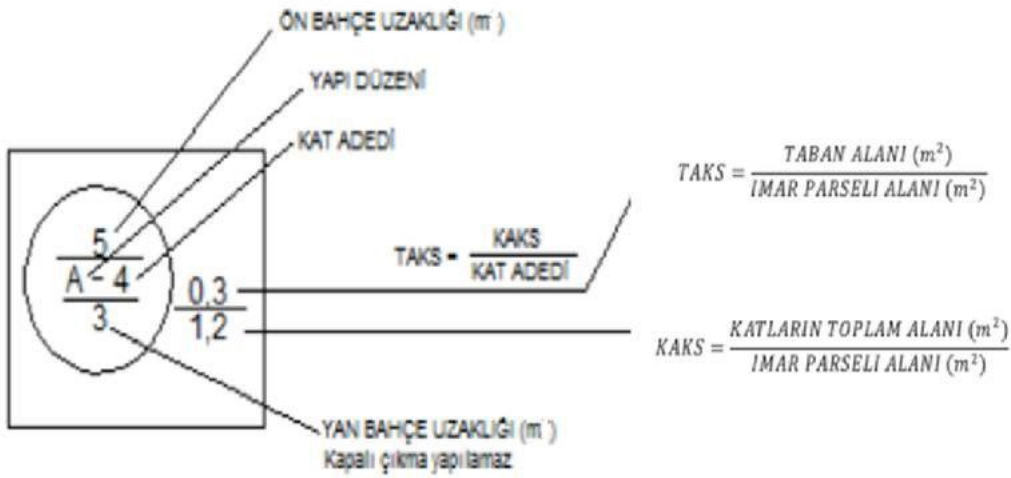 ÖN BAHÇE UZAKLIĞI (m )
YAPI DÜZENİ
KAT ADEDİ
5
A - 4
3
0,3
1,2
TAKS = KAKS
KAT ADEDİ
TAKS = TABAN ALANI (m²)
İMAR PARSELI ALANI (m²)
KAKS = KATLARIN TOPLAM ALANI (m²)
İMAR PARSELI ALANI (m²)
YAN BAHÇE UZAKLIĞI (m )
Kapalı çıkma yapılamaz